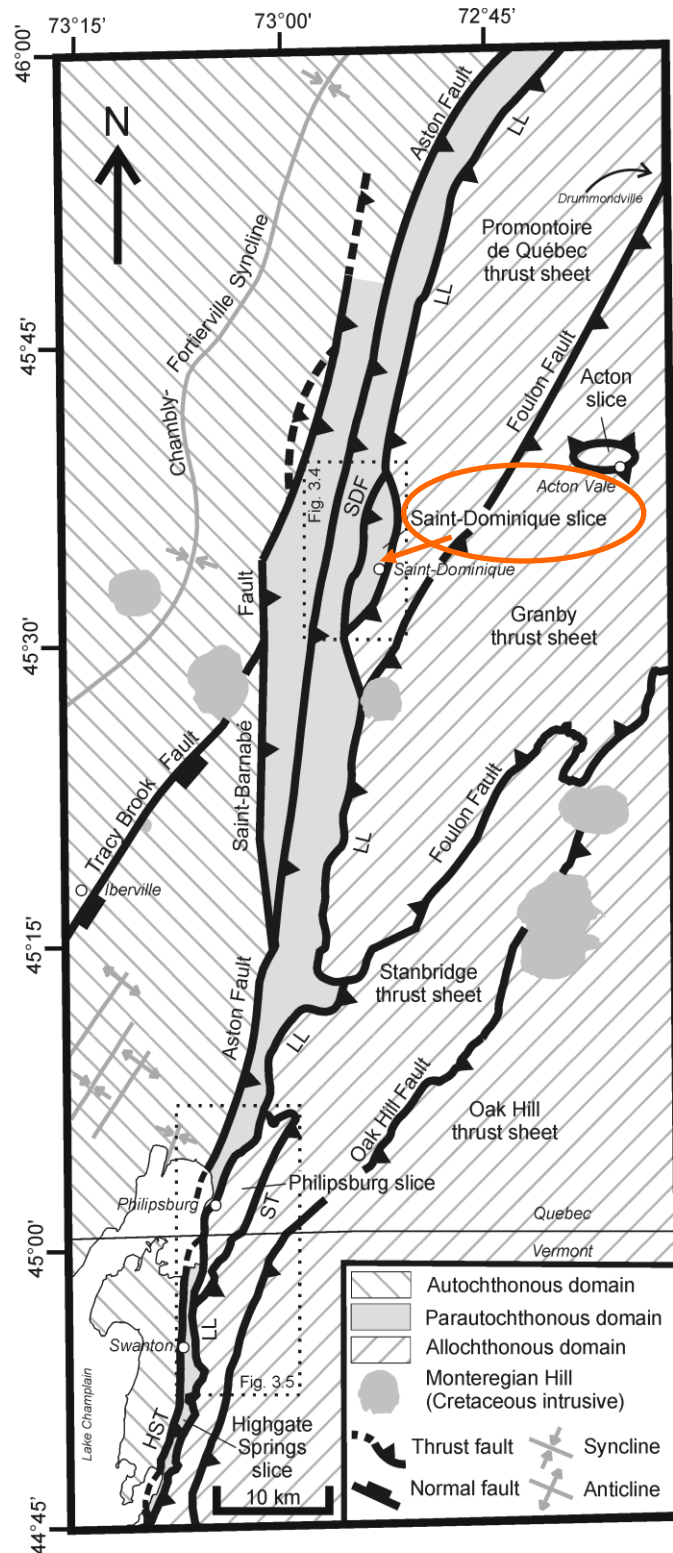 73°15'
73°00'
72°45'
46°00'
N
Aston Fault
LL
Drummondville
Promontoire
de Québec
thrust sheet
Chambly-
Fortierville Syncline
LL
45°45'
Foulon Fault
Acton
slice
Acton Vale
Fig. 3.4
SDF
Saint-Dominique slice
Saint-Dominique
Fault
Granby
thrust sheet
45°30'
Saint-Barnabé
Tracy Brook
Fault
LL
Foulon Fault
Iberville
45°15'
Stanbridge
thrust sheet
Aston Fault
LL
Oak Hill Fault
Oak Hill
thrust sheet
Philipsburg slice
Philipsburg
ST
Quebec
Vermont
45°00'
LL
Swanton
Fig. 3.5
Lake Champlain
HST
Highgate
Springs
slice
10 km
44°45'
Autochthonous domain
Parautochthonous domain
Allochthonous domain
Monteregian Hill
(Cretaceous intrusive)
Thrust fault
Syncline
Normal fault
Anticline